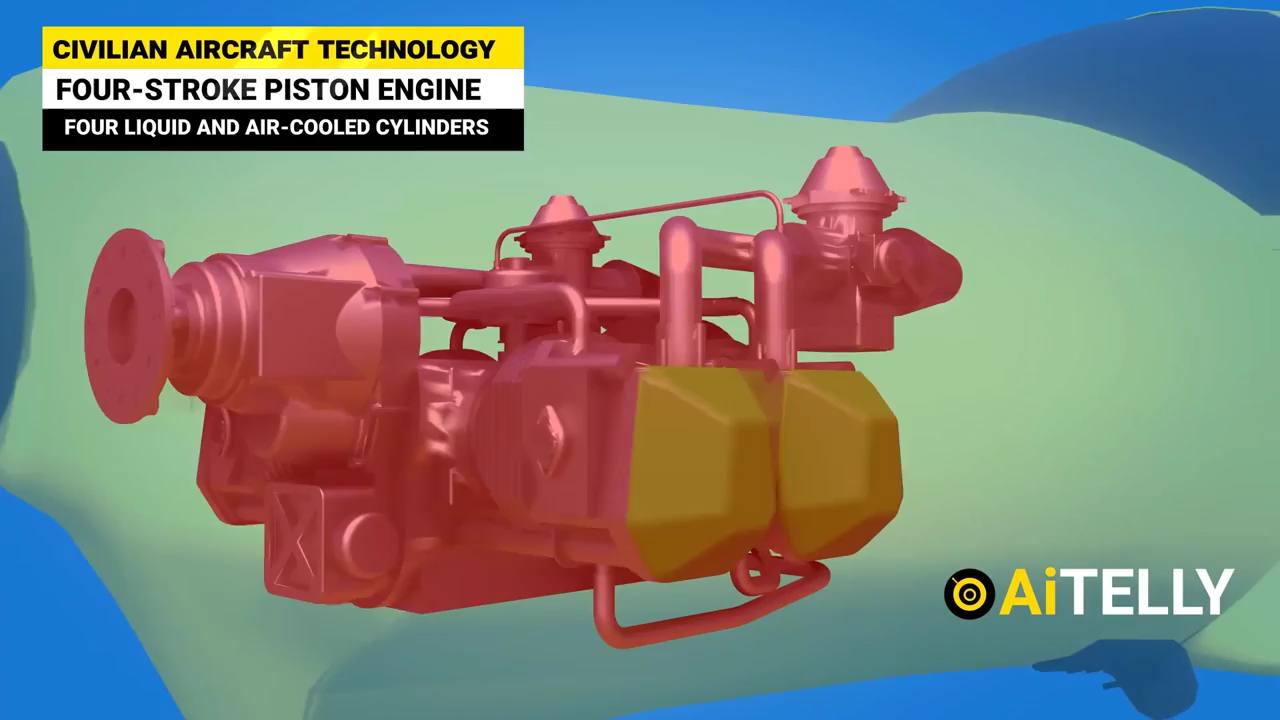 CIVILIAN AIRCRAFT TECHNOLOGY
FOUR-STROKE PISTON ENGINE
FOUR LIQUID AND AIR-COOLED CYLINDERS
AiTELLY